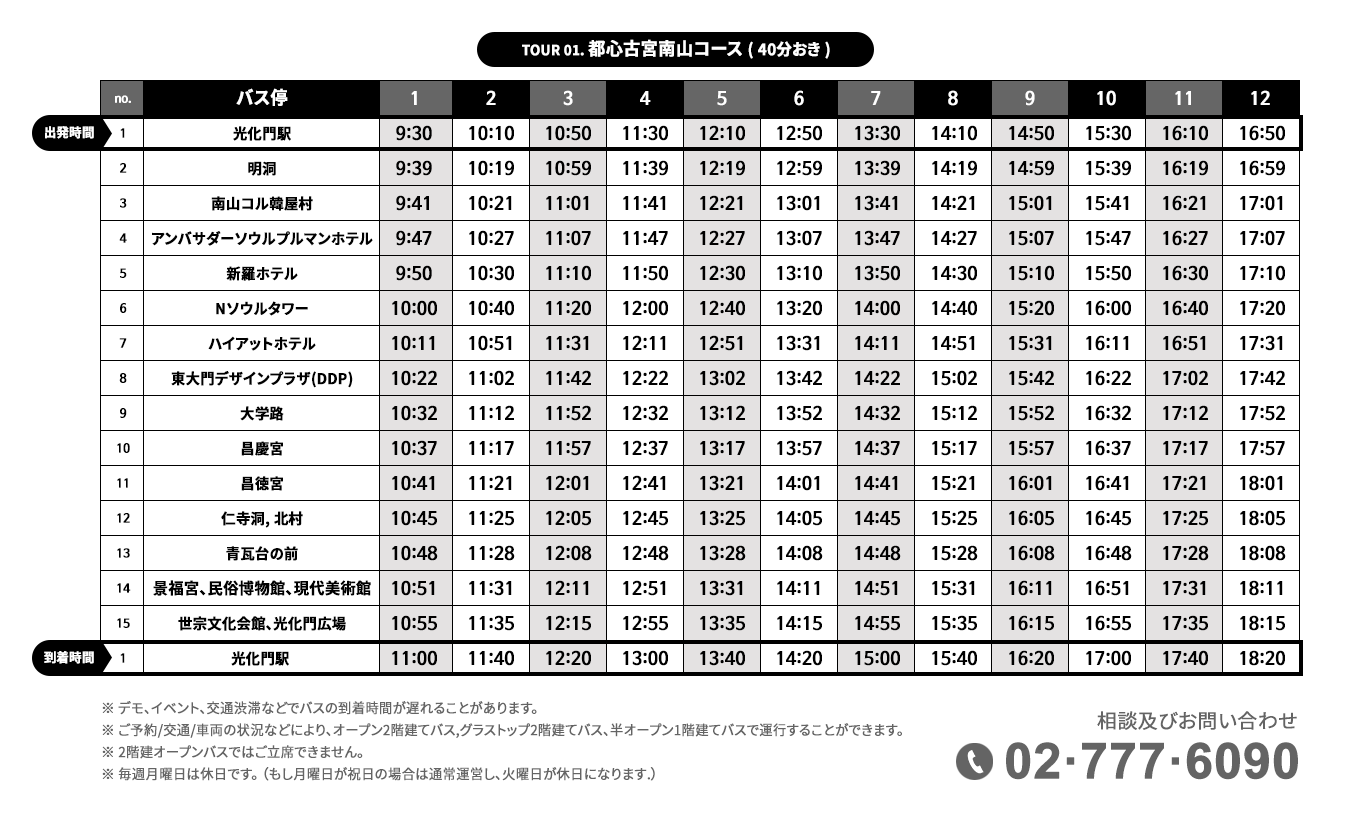 TOUR 01. 都心古宮南山コース ( 40分おき )
no. バス停 1 2 3 4 5 6 7 8 9 10 11 12
出発時間 1 光化門駅 9:30 10:10 10:50 11:30 12:10 12:50 13:30 14:10 14:50 15:30 16:10 16:50
2 明洞 9:39 10:19 10:59 11:39 12:19 12:59 13:39 14:19 14:59 15:39 16:19 16:59
3 南山コル韓屋村 9:41 10:21 11:01 11:41 12:21 13:01 13:41 14:21 15:01 15:41 16:21 17:01
4 アンバサダーソウルプルマンホテル 9:47 10:27 11:07 11:47 12:27 13:07 13:47 14:27 15:07 15:47 16:27 17:07
5 新羅ホテル 9:50 10:30 11:10 11:50 12:30 13:10 13:50 14:30 15:10 15:50 16:30 17:10
6 Nソウルタワー 10:00 10:40 11:20 12:00 12:40 13:20 14:00 14:40 15:20 16:00 16:40 17:20
7 ハイアットホテル 10:11 10:51 11:31 12:11 12:51 13:31 14:11 14:51 15:31 16:11 16:51 17:31
8 東大門デザインプラザ(DDP) 10:22 11:02 11:42 12:22 13:02 13:42 14:22 15:02 15:42 16:22 17:02 17:42
9 大学路 10:32 11:12 11:52 12:32 13:12 13:52 14:32 15:12 15:52 16:32 17:12 17:52
10 昌慶宮 10:37 11:17 11:57 12:37 13:17 13:57 14:37 15:17 15:57 16:37 17:17 17:57
11 昌徳宮 10:41 11:21 12:01 12:41 13:21 14:01 14:41 15:21 16:01 16:41 17:21 18:01
12 仁寺洞, 北村 10:45 11:25 12:05 12:45 13:25 14:05 14:45 15:25 16:05 16:45 17:25 18:05
13 青瓦台の前 10:48 11:28 12:08 12:48 13:28 14:08 14:48 15:28 16:08 16:48 17:28 18:08
14 景福宮、民俗博物館、現代美術館 10:51 11:31 12:11 12:51 13:31 14:11 14:51 15:31 16:11 16:51 17:31 18:11
15 世宗文化会館、光化門広場 10:55 11:35 12:15 12:55 13:35 14:15 14:55 15:35 16:15 16:55 17:35 18:15
到着時間 1 光化門駅 11:00 11:40 12:20 13:00 13:40 14:20 15:00 15:40 16:20 17:00 17:40 18:20
※ デモ、イベント、交通渋滞などでバスの到着時間が遅れることがあります。
※ ご予約/交通/車両の状況などにより、オープン2階建てバス,グラストップ2階建てバス、半オープン1階建てバスで運行することができます。
※ 2階建オープンバスではご立席できません。
※ 毎週月曜日は休日です。（もし月曜日が祝日の場合は通常運営し、火曜日が休日になります.）
相談及びお問い合わせ
02·777·6090